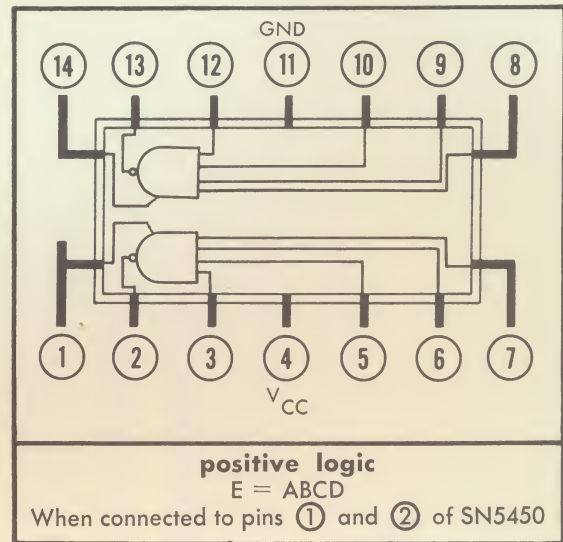 GND
14 13 12 11 10 9 8
1 2 3 4 5 6 7
VCC
positive logic
E = ABCD
When connected to pins 1 and 2 of SN5450